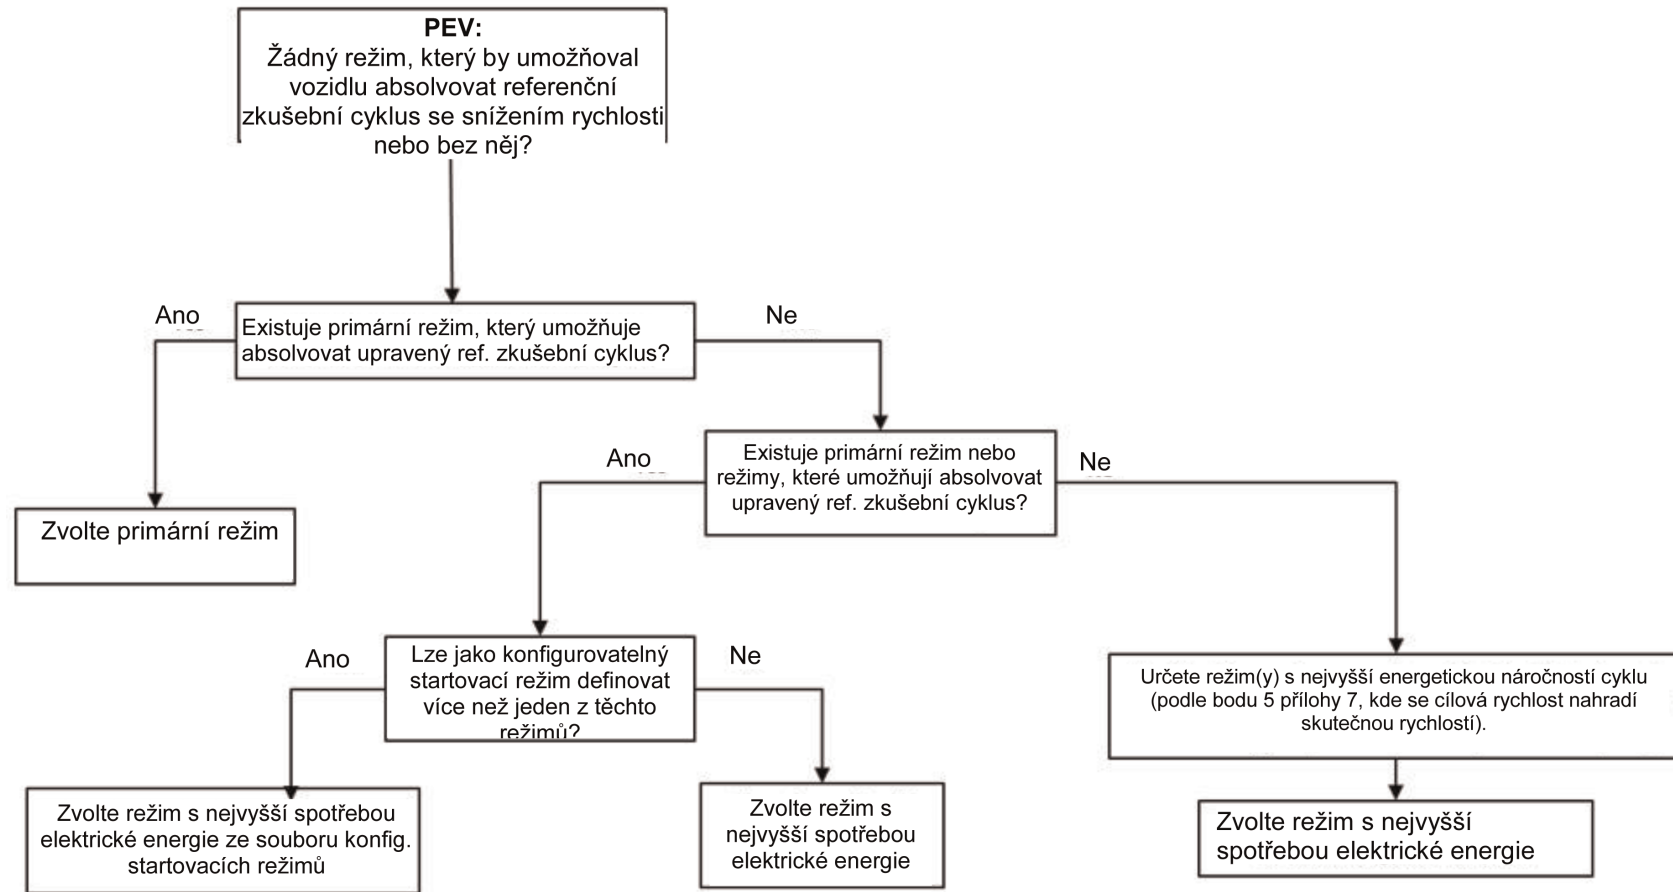 PEV:
Žádný režim, který by umožňoval
vozidlu absolvovat referenční
zkušební cyklus se snížením rychlosti
nebo bez něj?
Ano
Existuje primární režim, který umožňuje
absolvovat upravený ref. zkušební cyklus?
Ne
Ano
Existuje primární režim nebo
režimy, které umožňují absolvovat
upravený ref. zkušební cyklus?
Ne
Zvolte primární režim
Ano
Lze jako konfigurovatelný
startovací režim definovat
více než jeden z těchto
režimů?
Ne
Určete režim(y) s nejvyšší energetickou náročností cyklu
(podle bodu 5 přílohy 7, kde se cílová rychlost nahradí
skutečnou rychlostí).
Zvolte režim s nejvyšší spotřebou
elektrické energie ze souboru konfig.
startovacích režimů
Zvolte režim s
nejvyšší spotřebou
elektrické energie
Zvolte režim s nejvyšší
spotřebou elektrické energie